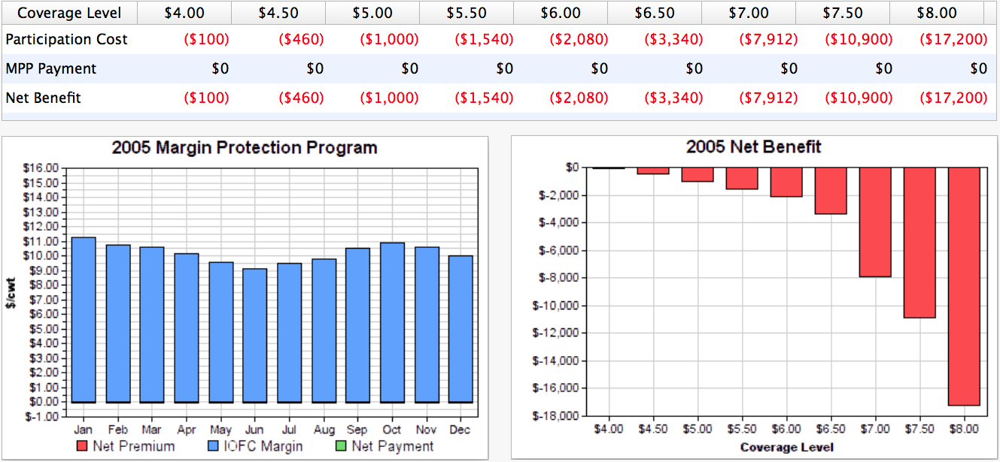 Coverage Level $4.00 $4.50 $5.00 $5.50 $6.00 $6.50 $7.00 $7.50 $8.00
Participation Cost ($100) ($460) ($1,000) ($1,540) ($2,080) ($3,340) ($7,912) ($10,900) ($17,200)
MPP Payment $0 $0 $0 $0 $0 $0 $0 $0 $0
Net Benefit ($100) ($460) ($1,000) ($1,540) ($2,080) ($3,340) ($7,912) ($10,900) ($17,200)
2005 Margin Protection Program
$16.00
$15.00
$14.00
$13.00
$12.00
$11.00
$10.00
$9.00
$8.00
$7.00
$6.00
$5.00
$4.00
$3.00
$2.00
$1.00
$0.00
$-1.00
$/cwt
Jan Feb Mar Apr May Jun Jul Aug Sep Oct Nov Dec
Net Premium IOFC Margin Net Payment
2005 Net Benefit
$0
$-2,000
$-4,000
$-6,000
$-8,000
$-10,000
$-12,000
$-14,000
$-16,000
$-18,000
$4.00 $4.50 $5.00 $5.50 $6.00 $6.50 $7.00 $7.50 $8.00
Coverage Level